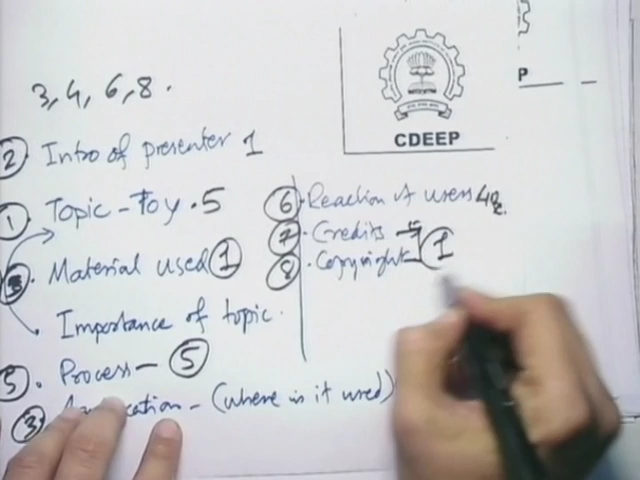 P
CDEEP
3, 4, 6, 8.
② Intro of presenter 1
① Topic - Toy . 5
Material used ①
Importance of topic.
⑤. Process - ⑤
③ - (where is it used)
⑥. Reaction of users 4
⑦. Credits
⑧. Copyright ①